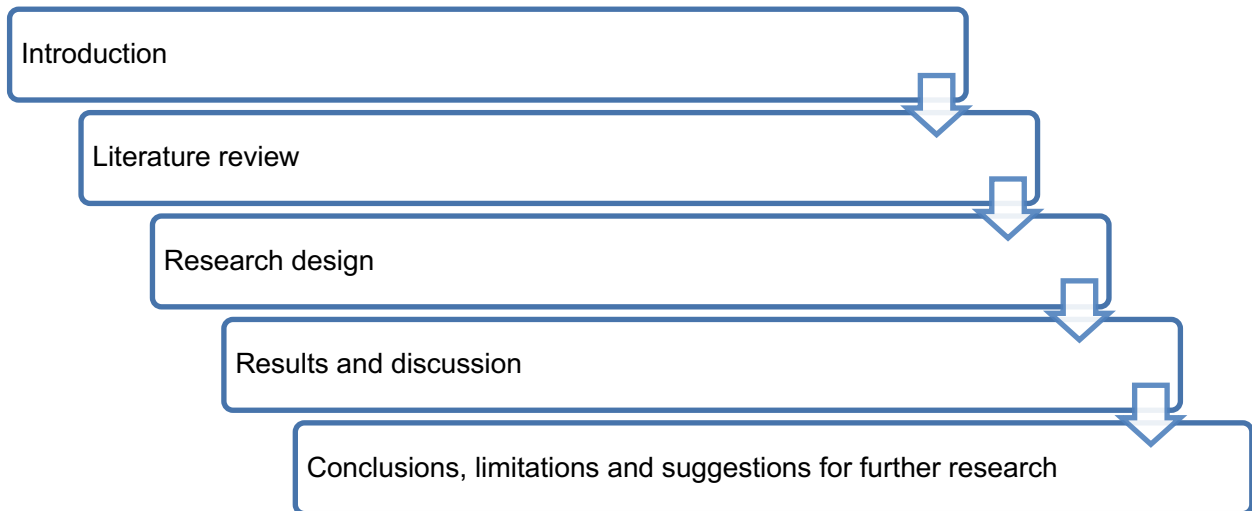 Introduction
Literature review
Research design
Results and discussion
Conclusions, limitations and suggestions for further research